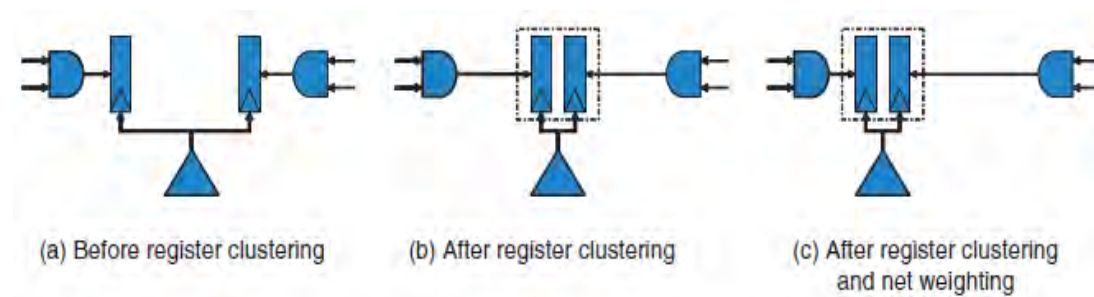 (a) Before register clustering
(b) After register clustering
(c) After register clustering
and net weighting